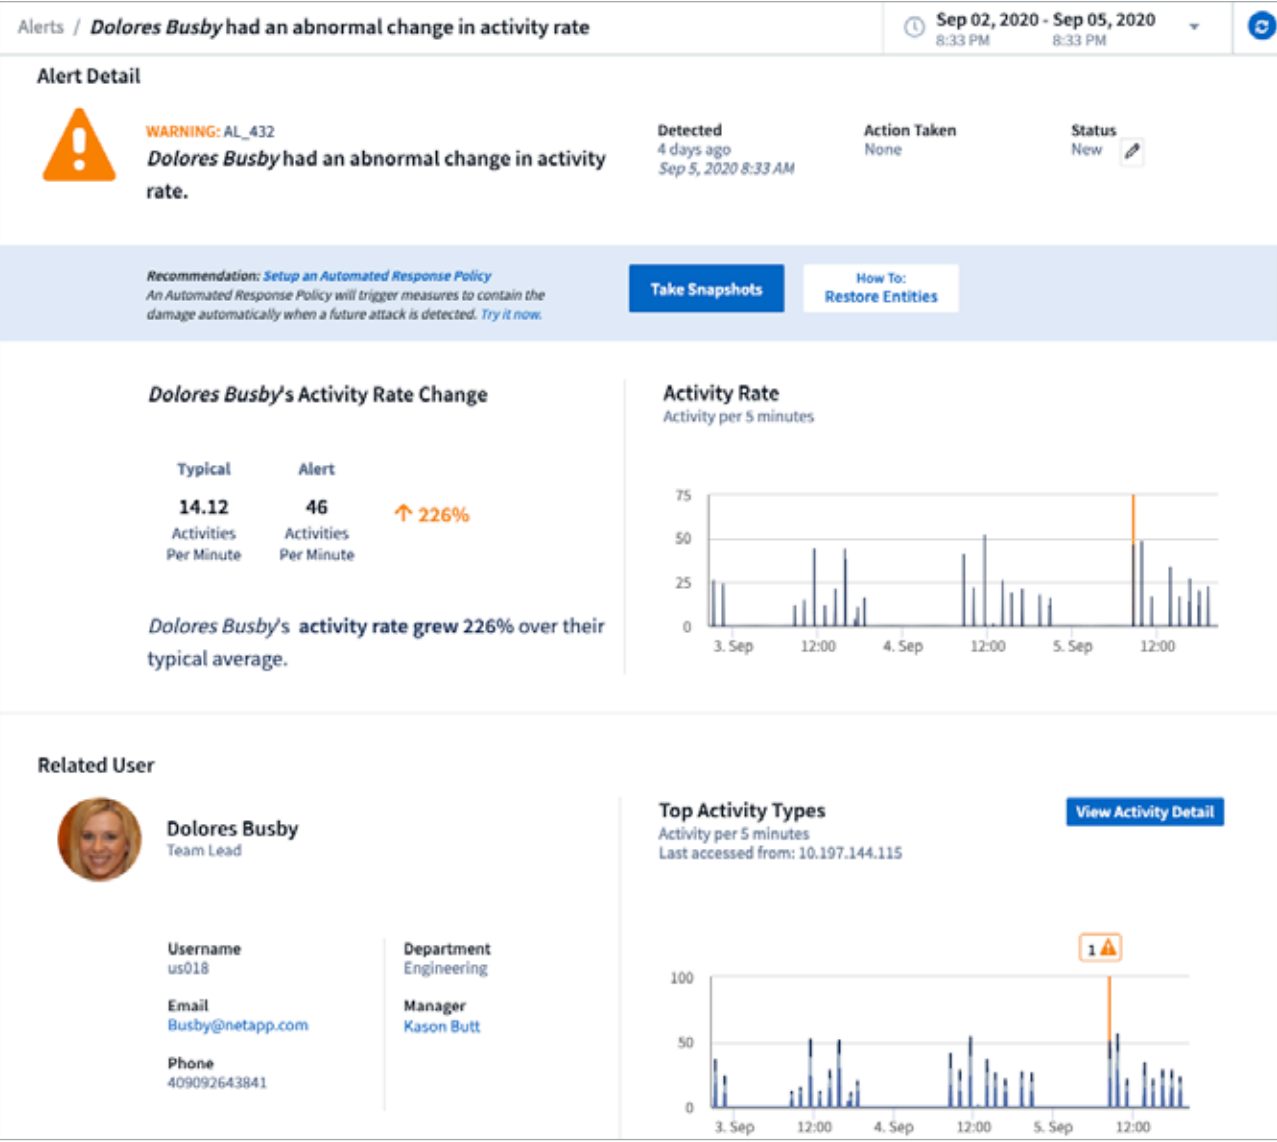 Alerts / Dolores Busby had an abnormal change in activity rate
Sep 02, 2020 - Sep 05, 2020
8:33 PM 8:33 PM
Alert Detail
WARNING: AL_432
Dolores Busby had an abnormal change in activity
rate.
Detected
4 days ago
Sep 5, 2020 8:33 AM
Action Taken
None
Status
New
Recommendation: Setup an Automated Response Policy
An Automated Response Policy will trigger measures to contain the
damage automatically when a future attack is detected. Try it now.
Take Snapshots
How To:
Restore Entities
Dolores Busby's Activity Rate Change
Typical
14.12
Activities
Per Minute
Alert
46
Activities
Per Minute
226%
Dolores Busby's activity rate grew 226% over their
typical average.
Activity Rate
Activity per 5 minutes
75
50
25
0
3. Sep 12:00 4. Sep 12:00 5. Sep 12:00
Related User
Dolores Busby
Team Lead
Username
us018
Email
Busby@netapp.com
Phone
409092643841
Department
Engineering
Manager
Kason Butt
Top Activity Types
Activity per 5 minutes
Last accessed from: 10.197.144.115
View Activity Detail
1
100
50
0
3. Sep 12:00 4. Sep 12:00 5. Sep 12:00